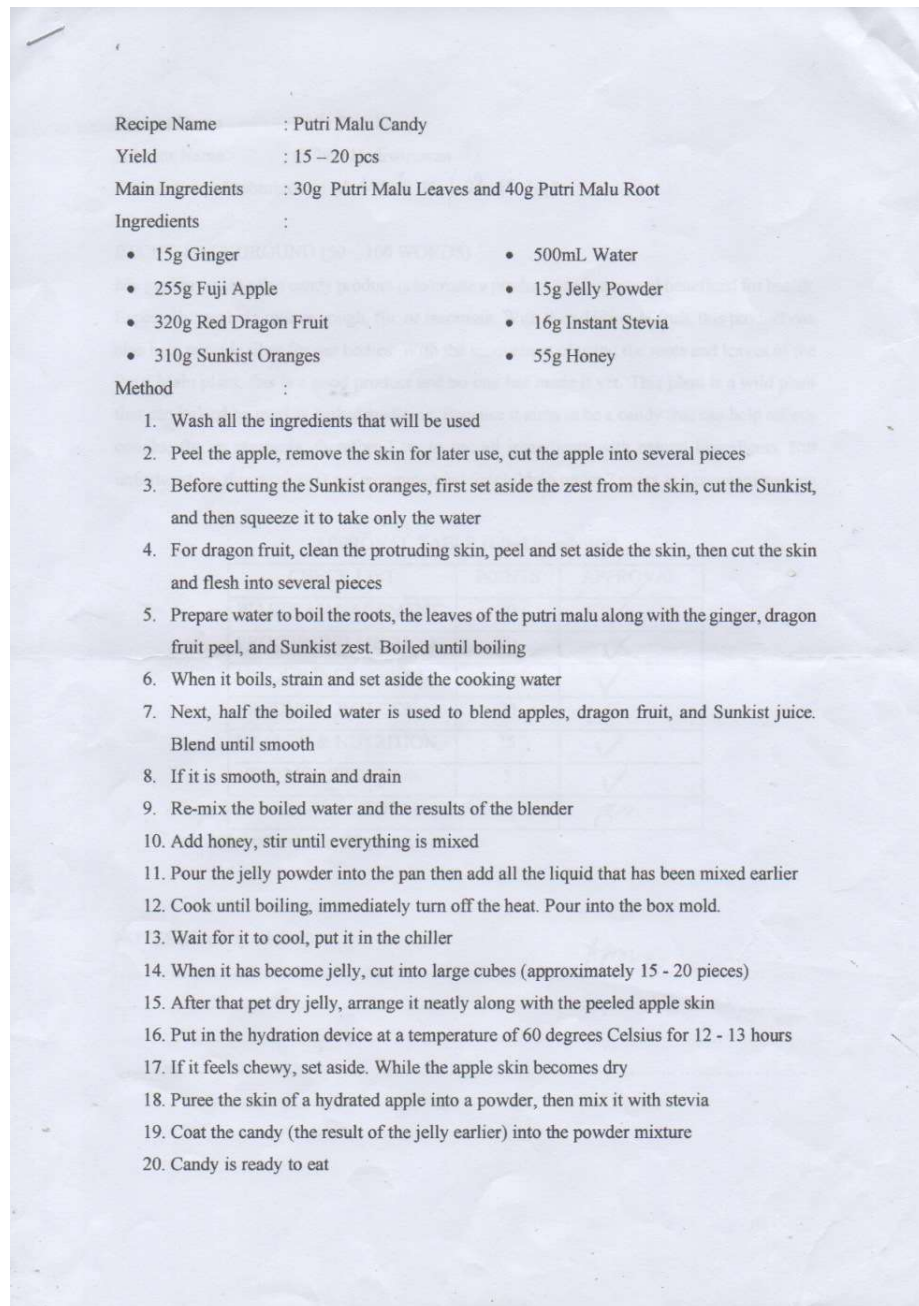 Recipe Name : Putri Malu Candy
Yield : 15 – 20 pcs
Main Ingredients : 30g Putri Malu Leaves and 40g Putri Malu Root
Ingredients :
• 15g Ginger
• 255g Fuji Apple
• 320g Red Dragon Fruit
• 310g Sunkist Oranges
• 500mL Water
• 15g Jelly Powder
• 16g Instant Stevia
• 55g Honey
Method :
1. Wash all the ingredients that will be used
2. Peel the apple, remove the skin for later use, cut the apple into several pieces
3. Before cutting the Sunkist oranges, first set aside the zest from the skin, cut the Sunkist,
and then squeeze it to take only the water
4. For dragon fruit, clean the protruding skin, peel and set aside the skin, then cut the skin
and flesh into several pieces
5. Prepare water to boil the roots, the leaves of the putri malu along with the ginger, dragon
fruit peel, and Sunkist zest. Boiled until boiling
6. When it boils, strain and set aside the cooking water
7. Next, half the boiled water is used to blend apples, dragon fruit, and Sunkist juice.
Blend until smooth
8. If it is smooth, strain and drain
9. Re-mix the boiled water and the results of the blender
10. Add honey, stir until everything is mixed
11. Pour the jelly powder into the pan then add all the liquid that has been mixed earlier
12. Cook until boiling, immediately turn off the heat. Pour into the box mold.
13. Wait for it to cool, put it in the chiller
14. When it has become jelly, cut into large cubes (approximately 15 - 20 pieces)
15. After that pet dry jelly, arrange it neatly along with the peeled apple skin
16. Put in the hydration device at a temperature of 60 degrees Celsius for 12 - 13 hours
17. If it feels chewy, set aside. While the apple skin becomes dry
18. Puree the skin of a hydrated apple into a powder, then mix it with stevia
19. Coat the candy (the result of the jelly earlier) into the powder mixture
20. Candy is ready to eat